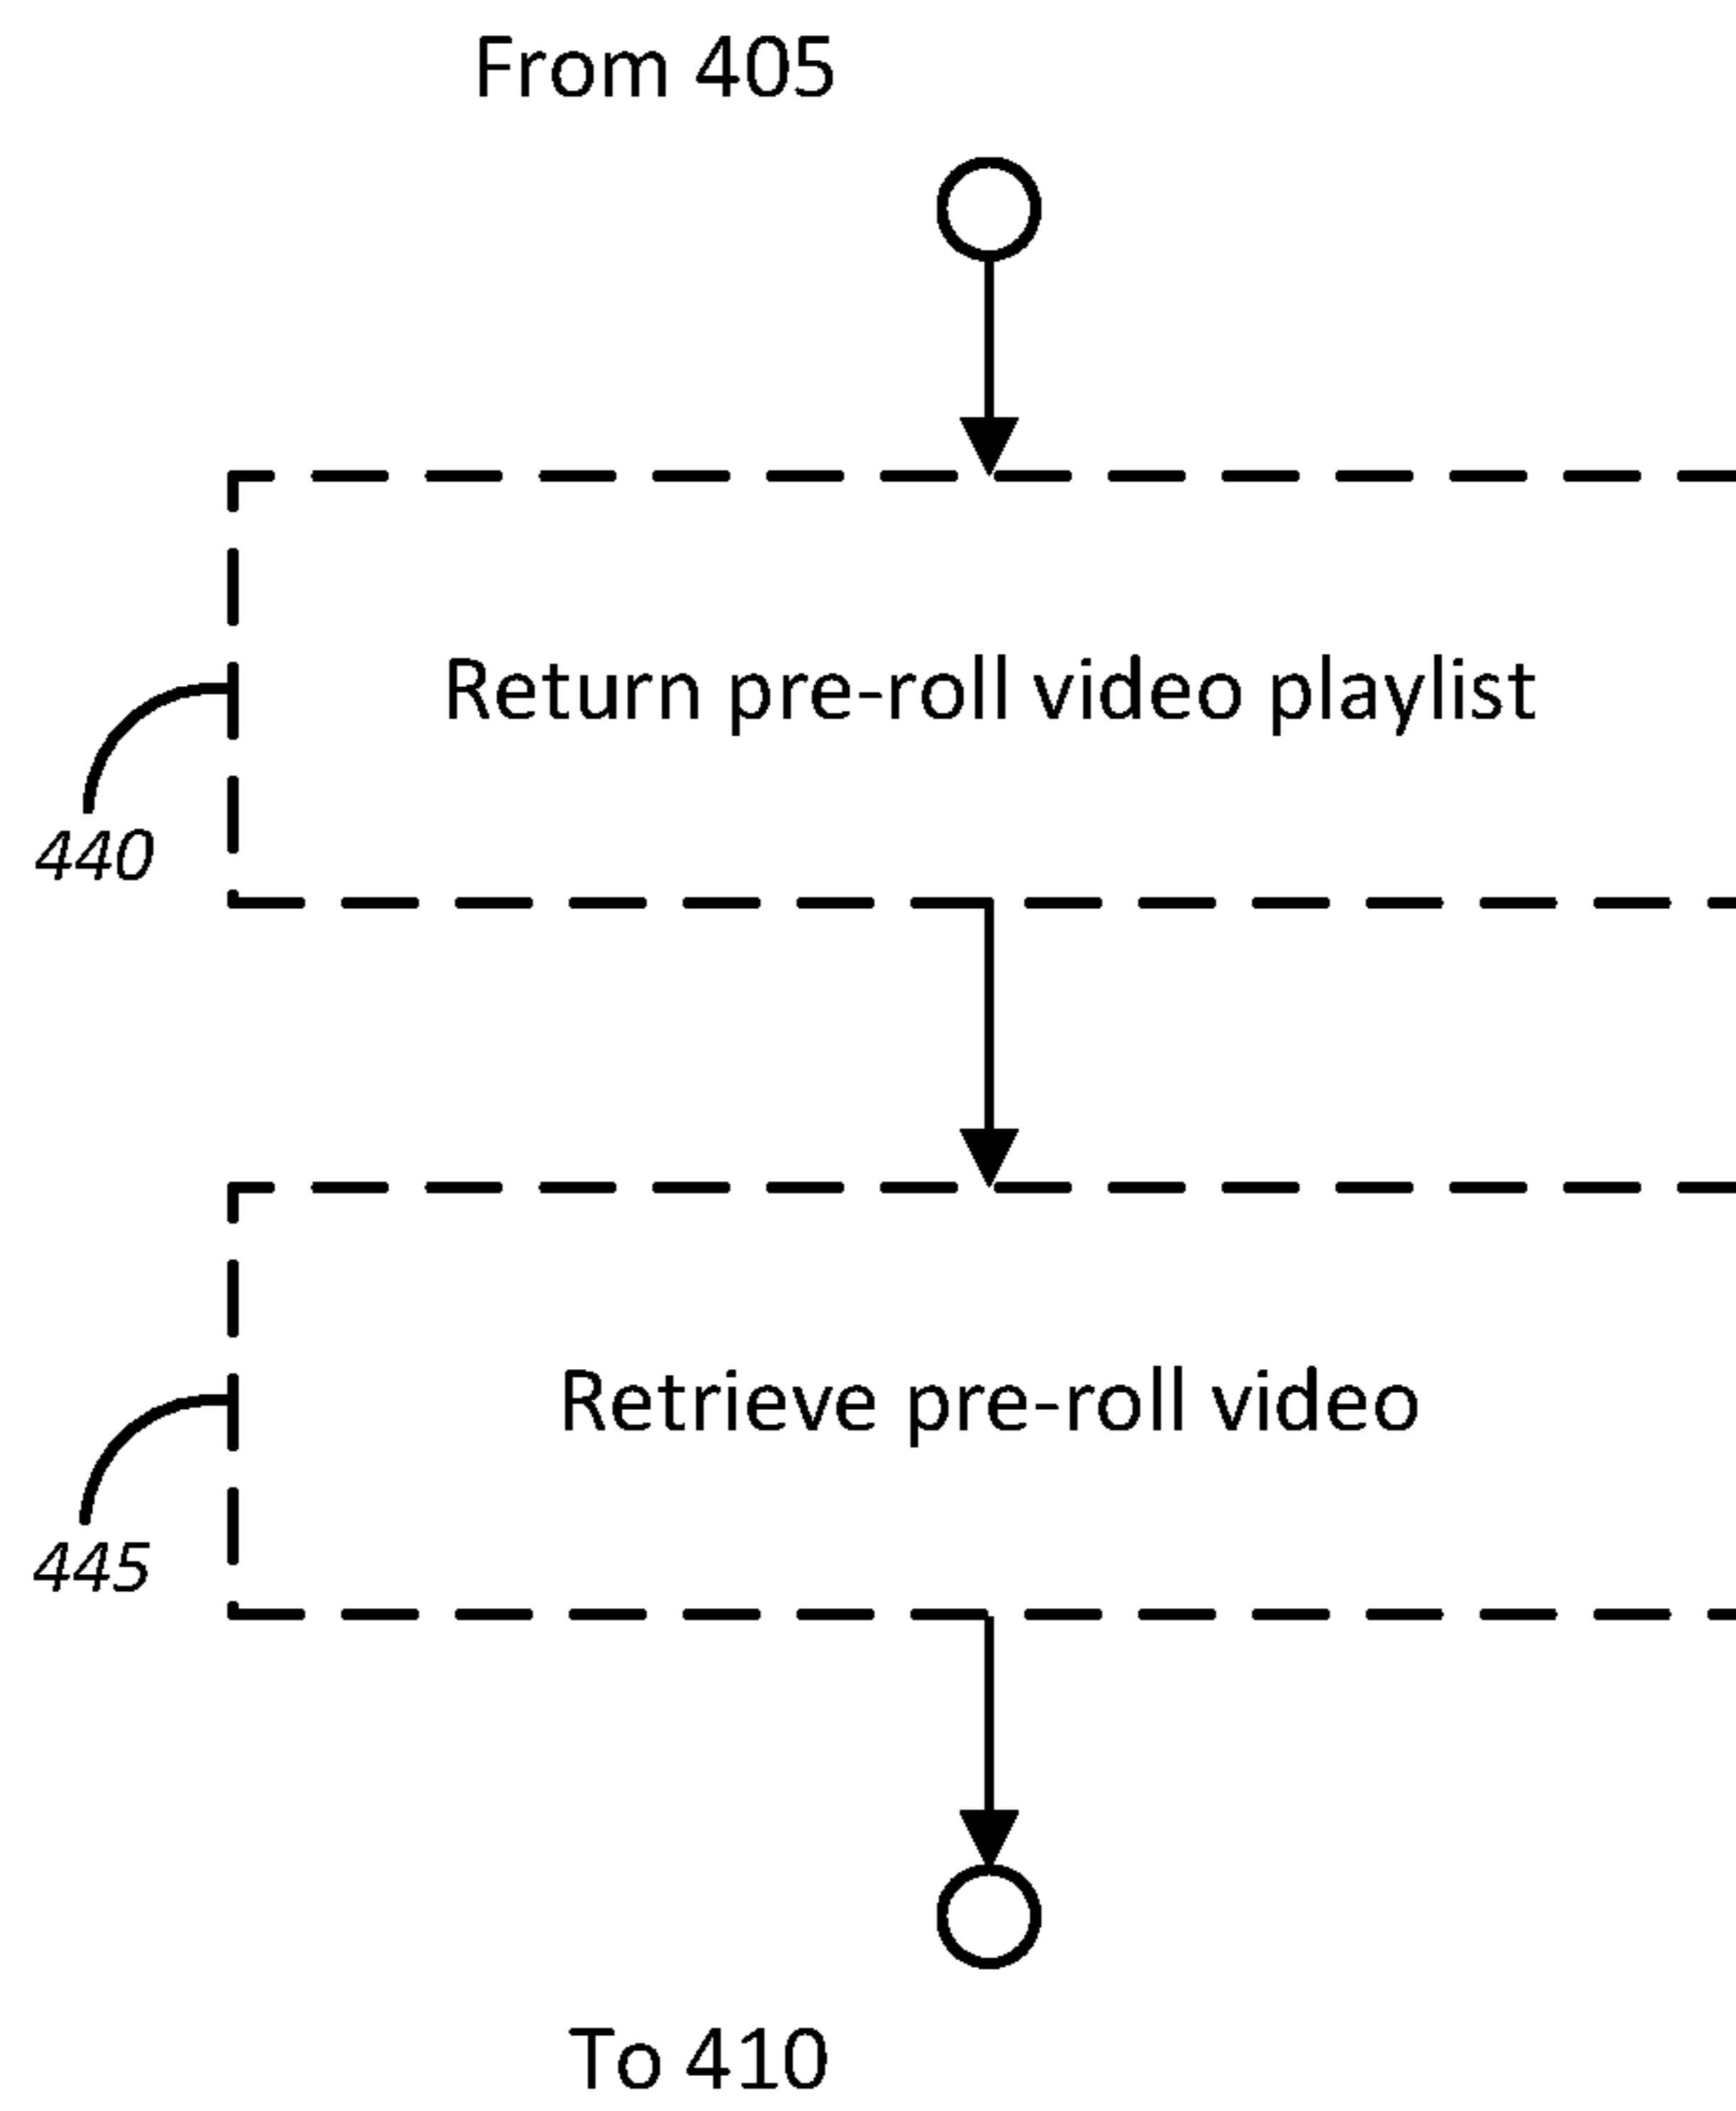 From 405
Return pre-roll video playlist
440
Retrieve pre-roll video
445
To 410